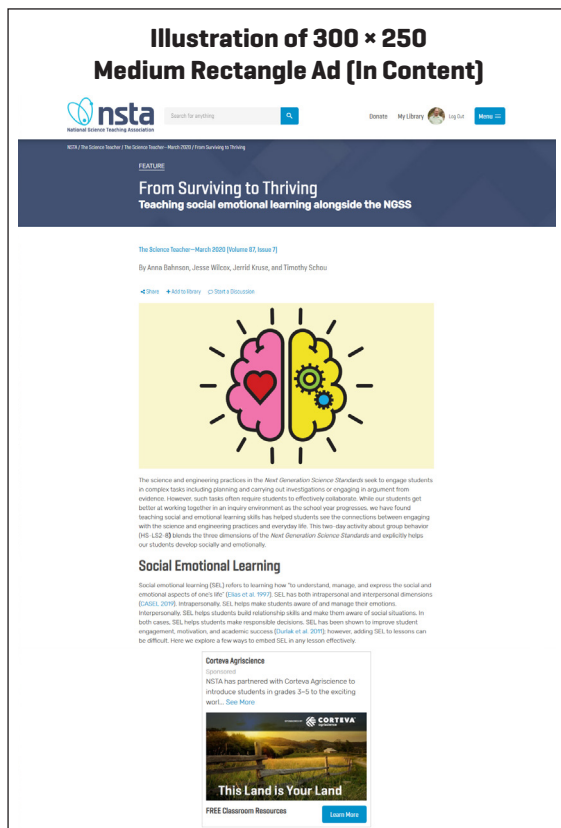 Illustration of 300 × 250
Medium Rectangle Ad (In Content)
nsta
National Science Teaching Association
Search for anything
Donate
My Library
Log Out
Menu
NSTA / The Science Teacher / The Science Teacher—March 2020 / From Surviving to Thriving
FEATURE
From Surviving to Thriving
Teaching social emotional learning alongside the NGSS
The Science Teacher—March 2020 (Volume 87, Issue 7)
By Anna Bahnson, Jesse Wilcox, Jerrid Kruse, and Timothy Schou
Share
Add to library
Start a Discussion
The science and engineering practices in the Next Generation Science Standards seek to engage students
in complex tasks including planning and carrying out investigations or engaging in argument from
evidence. However, such tasks often require students to effectively collaborate. While our students get
better at working together in an inquiry environment as the school year progresses, we have found
teaching social and emotional learning skills has helped students see the connections between engaging
with the science and engineering practices and everyday life. This two-day activity about group behavior
(HS-LS2-8) blends the three dimensions of the Next Generation Science Standards and explicitly helps
our students develop socially and emotionally.
Social Emotional Learning
Social emotional learning (SEL) refers to learning how "to understand, manage, and express the social and
emotional aspects of one's life" (Elias et al. 1997). SEL has both intrapersonal and interpersonal dimensions
(CASEL 2019). Intrapersonally, SEL helps make students aware of and manage their emotions.
Interpersonally, SEL helps students build relationship skills and make them aware of social situations. In
both cases, SEL helps students make responsible decisions. SEL has been shown to improve student
engagement, motivation, and academic success (Durlak et al. 2011); however, adding SEL to lessons can
be difficult. Here we explore a few ways to embed SEL in any lesson effectively.
Corteva Agriscience
Sponsored
NSTA has partnered with Corteva Agriscience to
introduce students in grades 3–5 to the exciting
worl... See More
CORTEVA
agriscience
This Land is Your Land
FREE Classroom Resources
Learn More